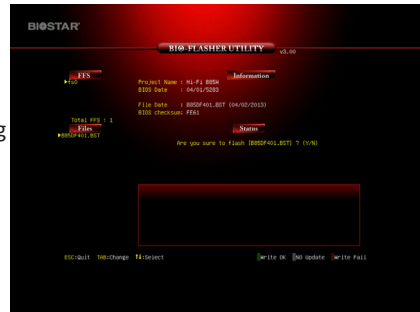 BIOSTAR
BIO-FLASHER UTILITY v3.00
FFS
Information
▶fs0
Project Name : Hi-Fi B85W
BIOS Date : 04/01/5203
File Date : B85DF401.BST (04/02/2013)
BIOS checksum: FE61
Total FFS : 1
Files
Status
▶B85DF401.BST
Are you sure to flash [B85DF401.BST] ? (Y/N)
ESC:Quit TAB:Change ↑↓:Select
Write OK NO Update Write Fail
g